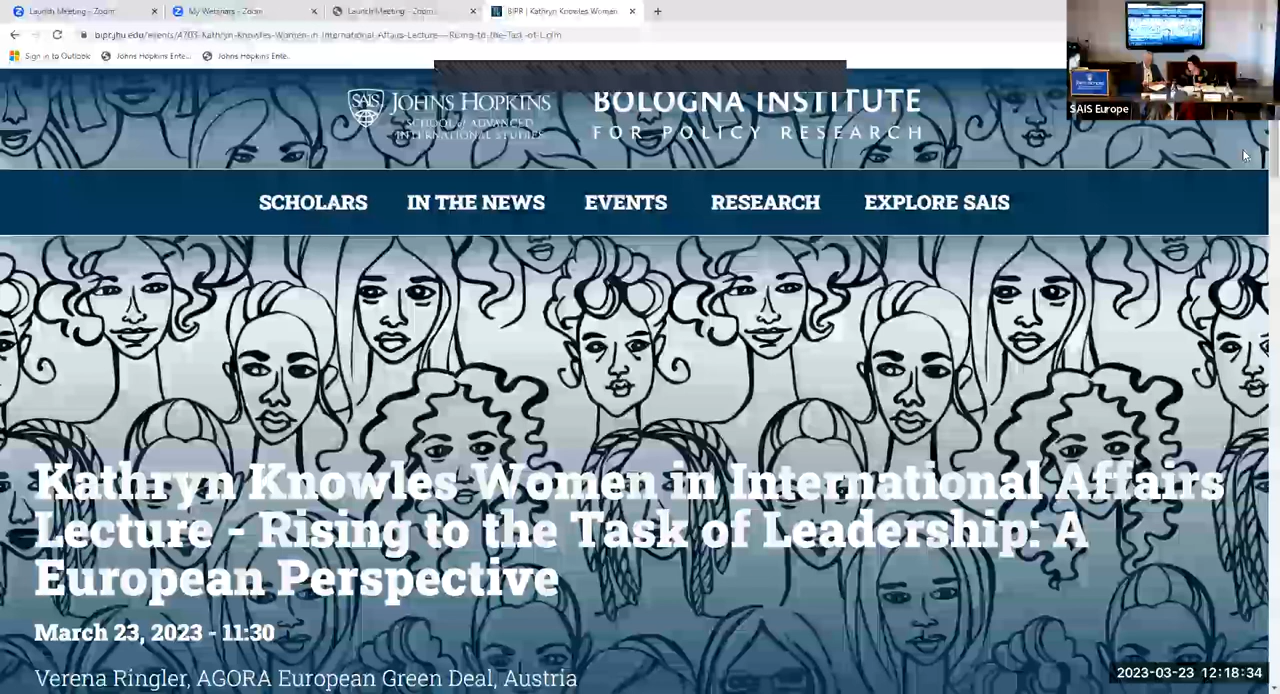 Launch Meeting - Zoom
My Webinars - Zoom
Launch Meeting - Zoom
BIPR | Kathryn Knowles Women
Sign in to Outlook
Johns Hopkins Ente...
Johns Hopkins Ente...
SAIS Europe
SAIS
JOHNS HOPKINS
SCHOOL of ADVANCED
INTERNATIONAL STUDIES
BOLOGNA INSTITUTE
FOR POLICY RESEARCH
SCHOLARS
IN THE NEWS
EVENTS
RESEARCH
EXPLORE SAIS
Kathryn Knowles Women in International Affairs
Lecture - Rising to the Task of Leadership: A
European Perspective
March 23, 2023 - 11:30
Verena Ringler, AGORA European Green Deal, Austria
2023-03-23 12:18:34